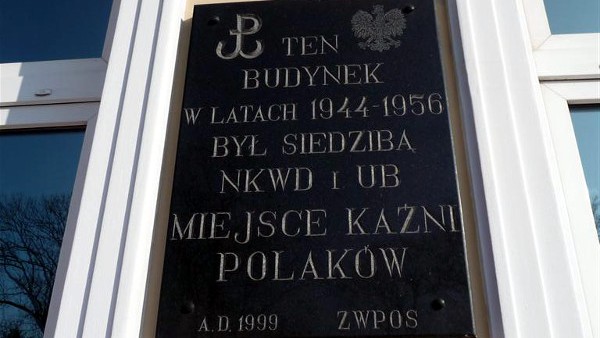 TEN
BUDYNEK
W LATACH 1944-1956
BYŁ SIEDZIBĄ
NKWD I UB
MIEJSCE KAŹNI
POLAKÓW
A.D. 1999 ZWPOS